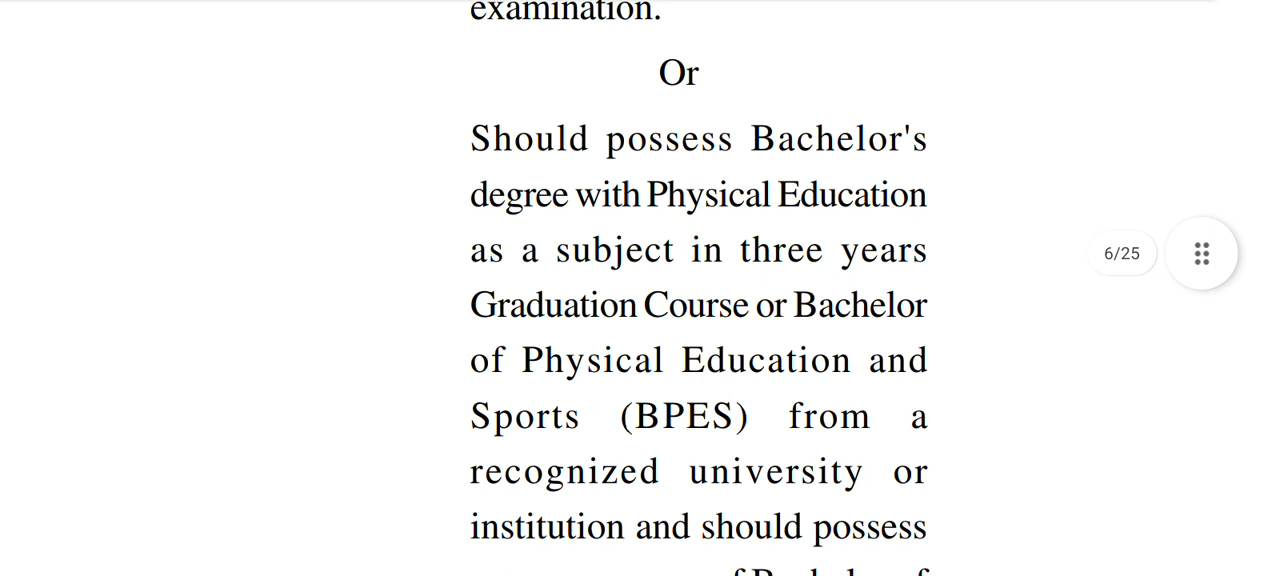 examination.
Or
Should possess Bachelor's
degree with Physical Education
as a subject in three years
Graduation Course or Bachelor
of Physical Education and
Sports (BPES) from a
recognized university or
institution and should possess
6/25